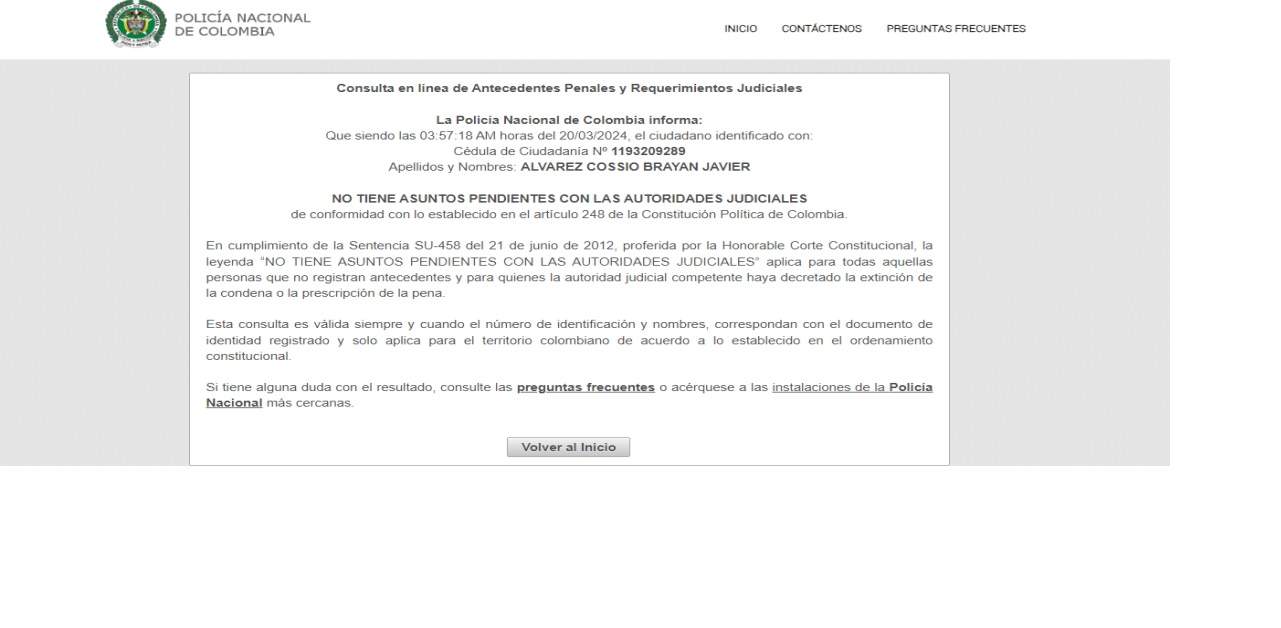 POLICÍA NACIONAL
DE COLOMBIA
INICIO CONTÁCTENOS PREGUNTAS FRECUENTES
Consulta en línea de Antecedentes Penales y Requerimientos Judiciales
La Policía Nacional de Colombia informa:
Que siendo las 03:57:18 AM horas del 20/03/2024, el ciudadano identificado con:
Cédula de Ciudadanía Nº 1193209289
Apellidos y Nombres: ALVAREZ COSSIO BRAYAN JAVIER
NO TIENE ASUNTOS PENDIENTES CON LAS AUTORIDADES JUDICIALES
de conformidad con lo establecido en el artículo 248 de la Constitución Política de Colombia.
En cumplimiento de la Sentencia SU-458 del 21 de junio de 2012, proferida por la Honorable Corte Constitucional, la
leyenda “NO TIENE ASUNTOS PENDIENTES CON LAS AUTORIDADES JUDICIALES” aplica para todas aquellas
personas que no registran antecedentes y para quienes la autoridad judicial competente haya decretado la extinción de
la condena o la prescripción de la pena.
Esta consulta es válida siempre y cuando el número de identificación y nombres, correspondan con el documento de
identidad registrado y solo aplica para el territorio colombiano de acuerdo a lo establecido en el ordenamiento
constitucional.
Si tiene alguna duda con el resultado, consulte las preguntas frecuentes o acérquese a las instalaciones de la Policía
Nacional más cercanas.
Volver al Inicio